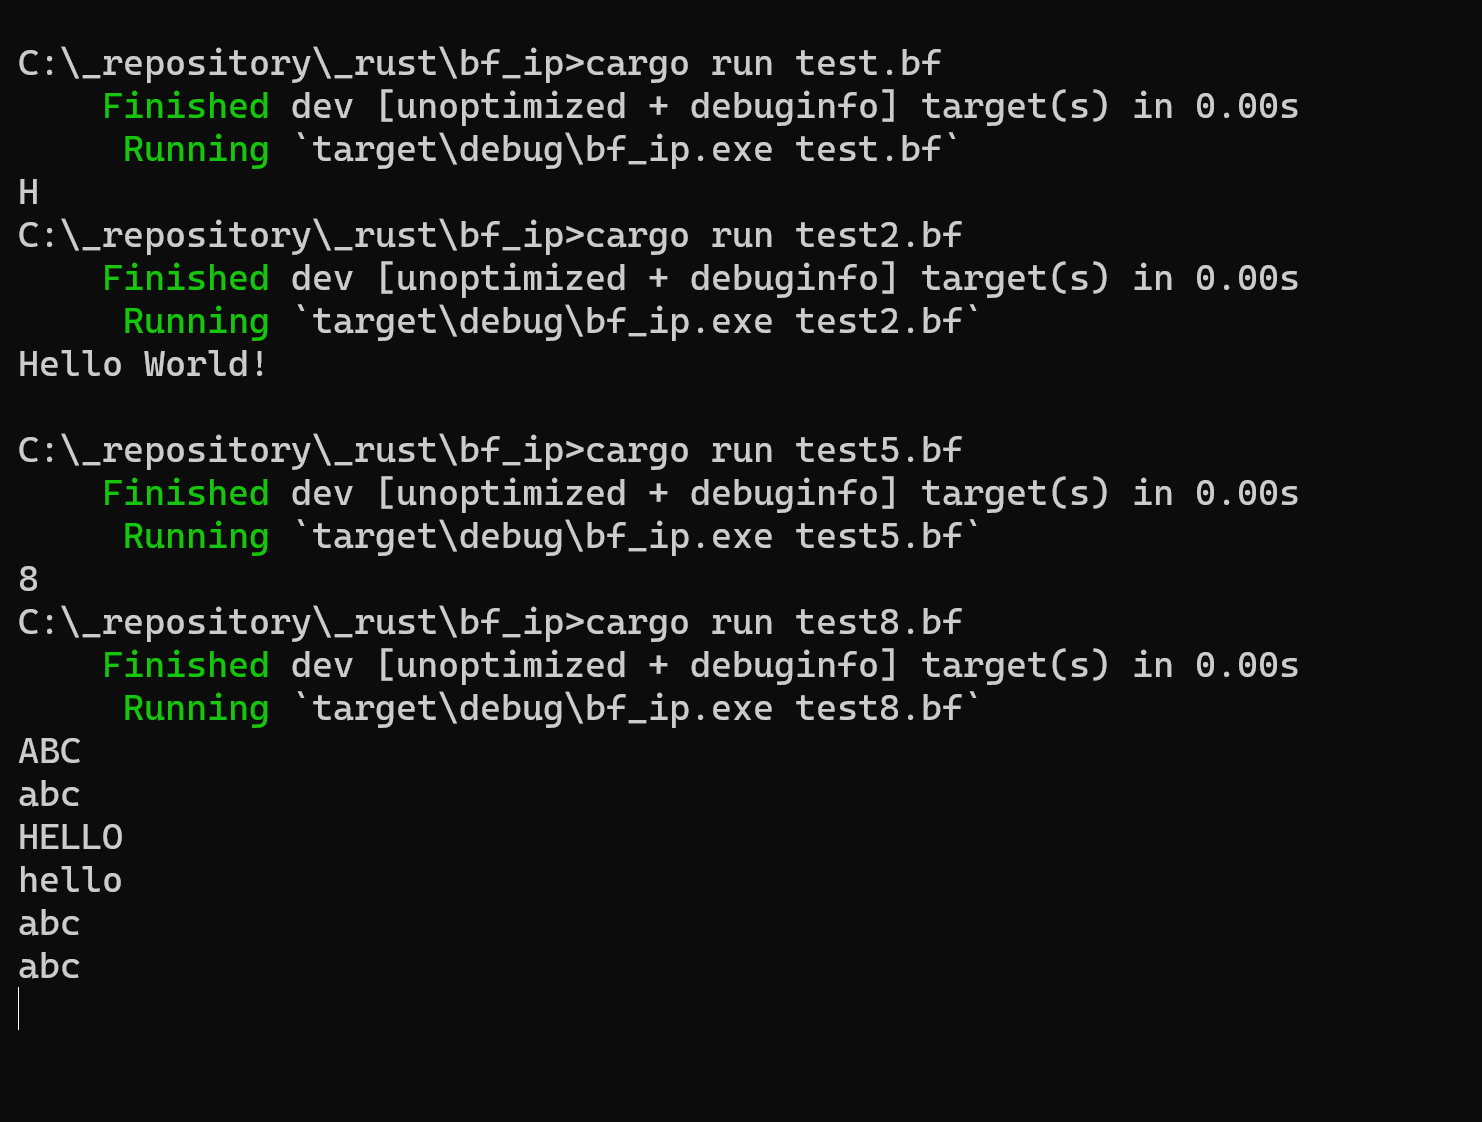 C:\_repository\_rust\bf_ip>cargo run test.bf
    Finished dev [unoptimized + debuginfo] target(s) in 0.00s
     Running `target\debug\bf_ip.exe test.bf`
H
C:\_repository\_rust\bf_ip>cargo run test2.bf
    Finished dev [unoptimized + debuginfo] target(s) in 0.00s
     Running `target\debug\bf_ip.exe test2.bf`
Hello World!

C:\_repository\_rust\bf_ip>cargo run test5.bf
    Finished dev [unoptimized + debuginfo] target(s) in 0.00s
     Running `target\debug\bf_ip.exe test5.bf`
8
C:\_repository\_rust\bf_ip>cargo run test8.bf
    Finished dev [unoptimized + debuginfo] target(s) in 0.00s
     Running `target\debug\bf_ip.exe test8.bf`
ABC
abc
HELLO
hello
abc
abc